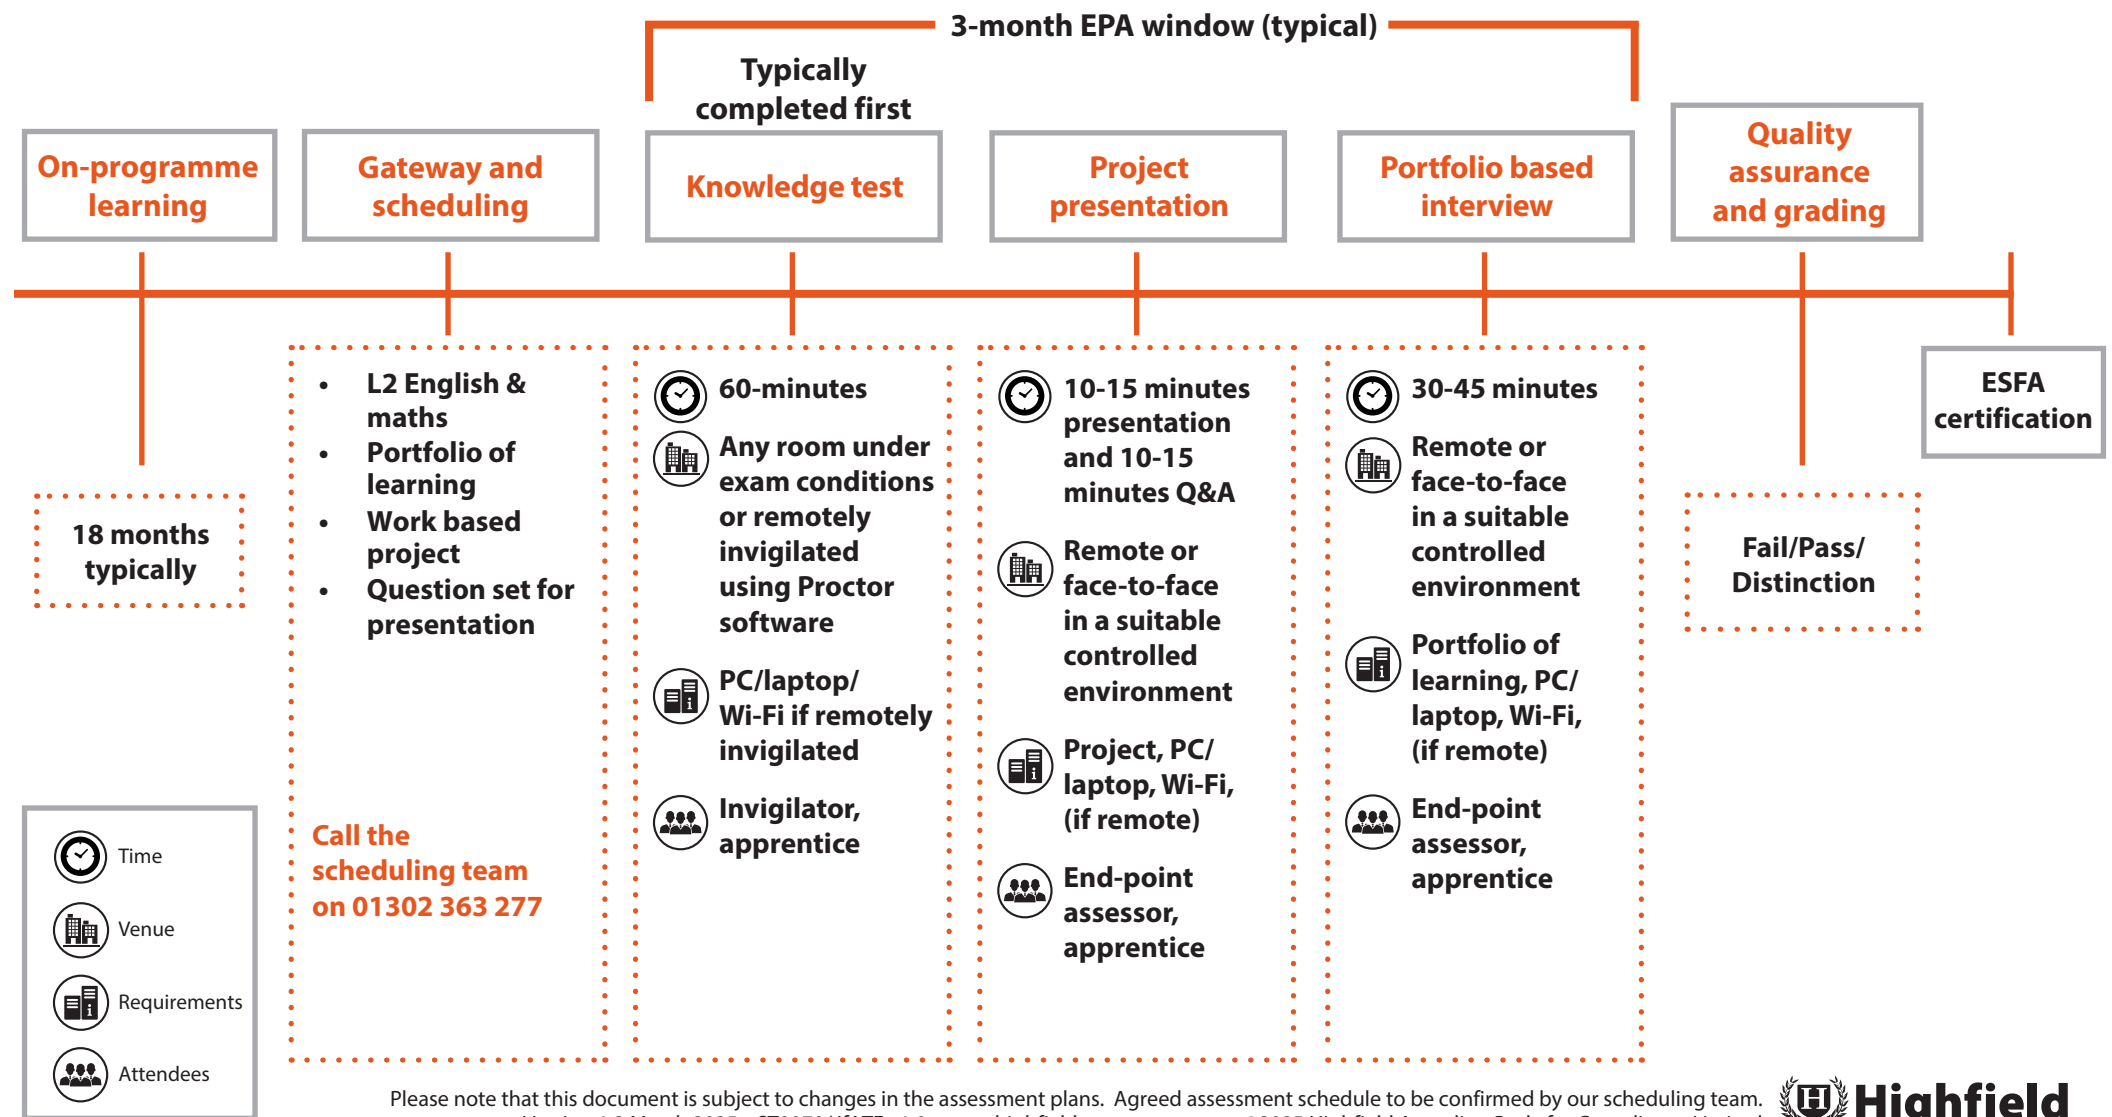 3-month EPA window (typical)
Typically
completed first
On-programme
learning
Gateway and
scheduling
Knowledge test
Project
presentation
Portfolio based
interview
Quality
assurance
and grading
18 months
typically
• L2 English &
maths
• Portfolio of
learning
• Work based
project
• Question set for
presentation
Call the
scheduling team
on 01302 363 277
60-minutes
Any room under
exam conditions
or remotely
invigilated
using Proctor
software
PC/laptop/
Wi-Fi if remotely
invigilated
Invigilator,
apprentice
10-15 minutes
presentation
and 10-15
minutes Q&A
Remote or
face-to-face
in a suitable
controlled
environment
Project, PC/
laptop, Wi-Fi,
(if remote)
End-point
assessor,
apprentice
30-45 minutes
Remote or
face-to-face
in a suitable
controlled
environment
Portfolio of
learning, PC/
laptop, Wi-Fi,
(if remote)
End-point
assessor,
apprentice
Fail/Pass/
Distinction
ESFA
certification
Time
Venue
Requirements
Attendees
Please note that this document is subject to changes in the assessment plans. Agreed assessment schedule to be confirmed by our scheduling team.
Highfield